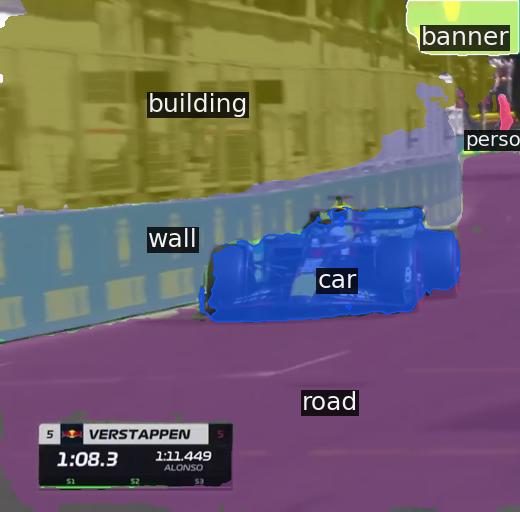 banner
building
perso
wall
car
road
5 VERSTAPPEN 5
1:08.3 1:11.449
ALONSO
S1 S2 S3